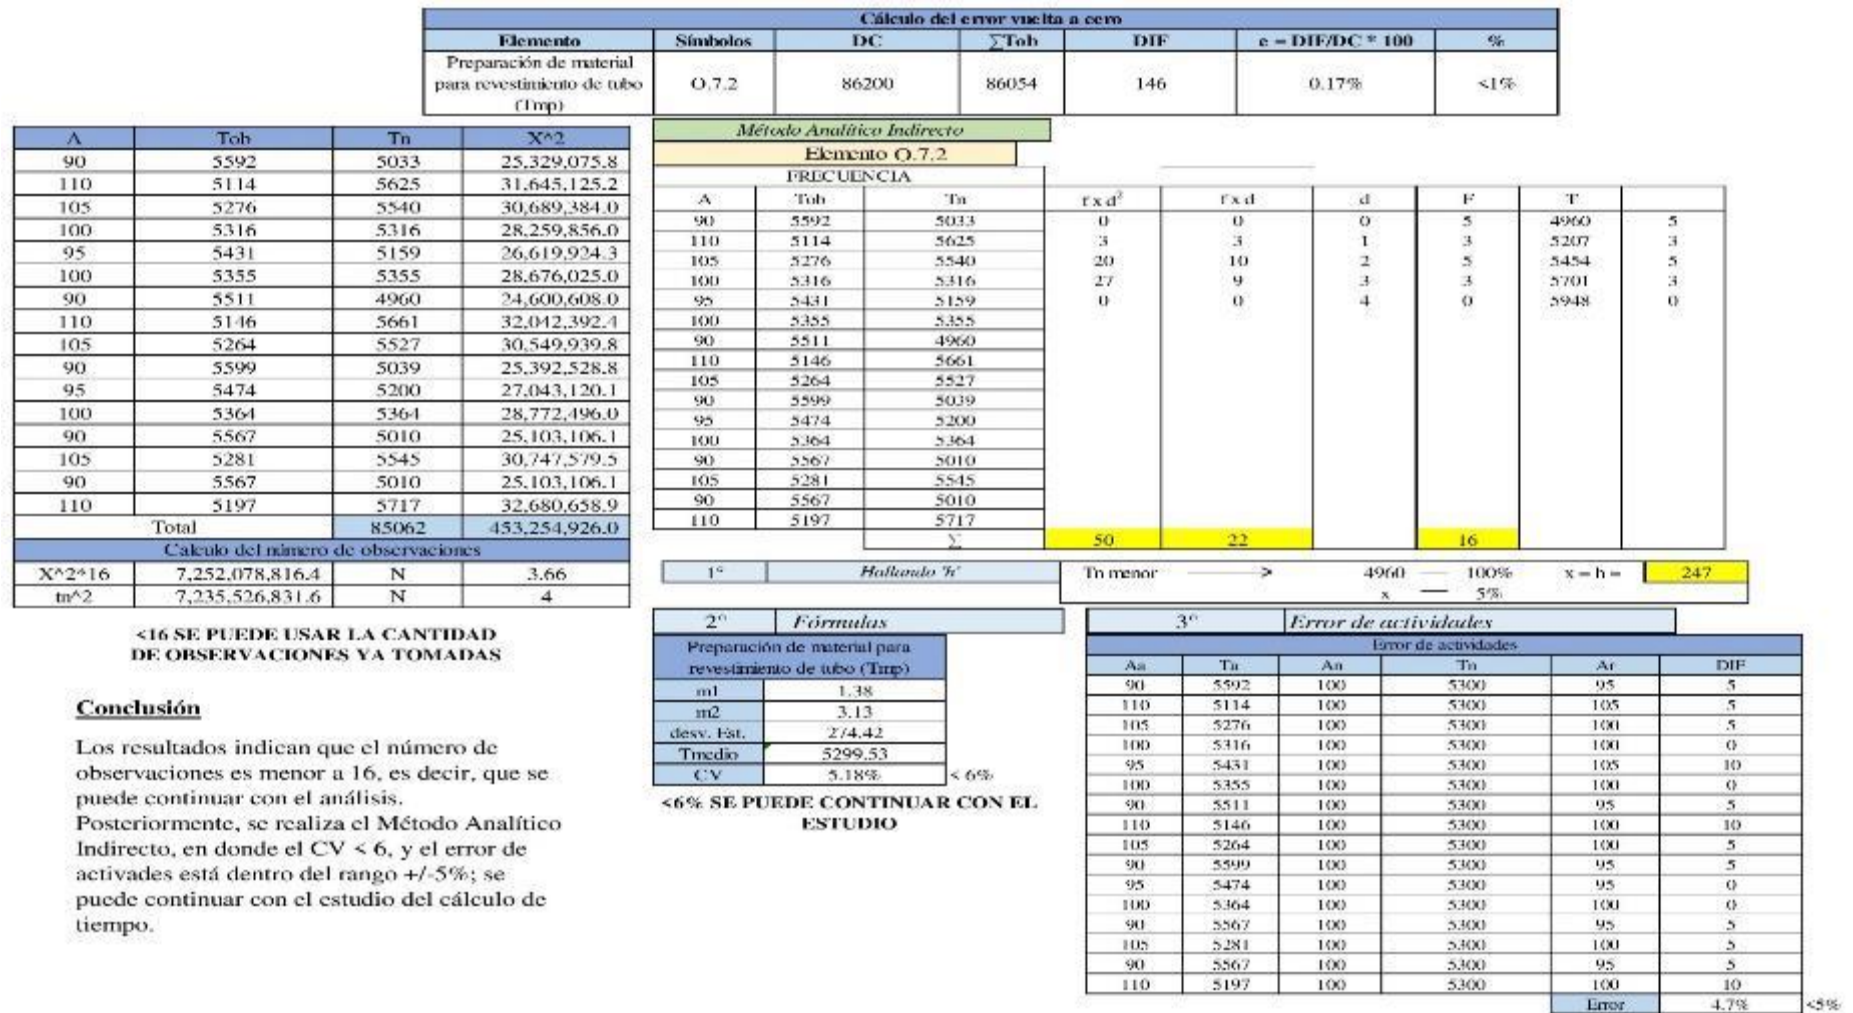 Cálculo del error vuelta a cero
Elemento Símbolos DC ∑Tob DIF e = DIF/DC * 100 %
Preparación de material para revestimiento de tubo (Tmp) O.7.2 86200 86054 146 0.17% <1%
A Tob Tn X^2
90 5592 5033 25,329,075.8
110 5114 5625 31,645,125.2
105 5276 5540 30,689,384.0
100 5316 5316 28,259,856.0
95 5431 5159 26,619,924.3
100 5355 5355 28,676,025.0
90 5511 4960 24,600,608.0
110 5146 5661 32,042,392.4
105 5264 5527 30,549,939.8
90 5599 5039 25,392,528.8
95 5474 5200 27,043,120.1
100 5364 5364 28,772,496.0
90 5567 5010 25,103,106.1
105 5281 5545 30,747,579.5
90 5567 5010 25,103,106.1
110 5197 5717 32,680,658.9
Total 85062 453,254,926.0
Calculo del número de observaciones
X^2*16 7,252,078,816.4 N 3.66
tn^2 7,235,526,831.6 N 4
<16 SE PUEDE USAR LA CANTIDAD
DE OBSERVACIONES YA TOMADAS
Conclusión
Los resultados indican que el número de
observaciones es menor a 16, es decir, que se
puede continuar con el análisis.
Posteriormente, se realiza el Método Analítico
Indirecto, en donde el CV < 6, y el error de
activades está dentro del rango +/-5%; se
puede continuar con el estudio del cálculo de
tiempo.
Método Analítico Indirecto
Elemento O.7.2
FRECUENCIA
A Tob Tn f x d² f x d d F T
90 5592 5033 0 0 0 5 4960 5
110 5114 5625 3 3 1 3 5207 3
105 5276 5540 20 10 2 5 5454 5
100 5316 5316 27 9 3 3 5701 3
95 5431 5159 0 0 4 0 5948 0
100 5355 5355
90 5511 4960
110 5146 5661
105 5264 5527
90 5599 5039
95 5474 5200
100 5364 5364
90 5567 5010
105 5281 5545
90 5567 5010
110 5197 5717
∑ 50 22 16
1° Hallando 'h' Tn menor → 4960 — 100% x = h = 247
x — 5%
2° Fórmulas
Preparación de material para
revestimiento de tubo (Tmp)
m1 1.38
m2 3.13
desv. Est. 274.42
Tmedio 5299.53
CV 5.18% < 6%
<6% SE PUEDE CONTINUAR CON EL
ESTUDIO
3° Error de actividades
Error de actividades
Aa Ta An Tn Ar DIF
90 5592 100 5300 95 5
110 5114 100 5300 105 5
105 5276 100 5300 100 5
100 5316 100 5300 100 0
95 5431 100 5300 105 10
100 5355 100 5300 100 0
90 5511 100 5300 95 5
110 5146 100 5300 100 10
105 5264 100 5300 100 5
90 5599 100 5300 95 5
95 5474 100 5300 95 0
100 5364 100 5300 100 0
90 5567 100 5300 95 5
105 5281 100 5300 100 5
90 5567 100 5300 95 5
110 5197 100 5300 100 10
Error 4.7% <5%